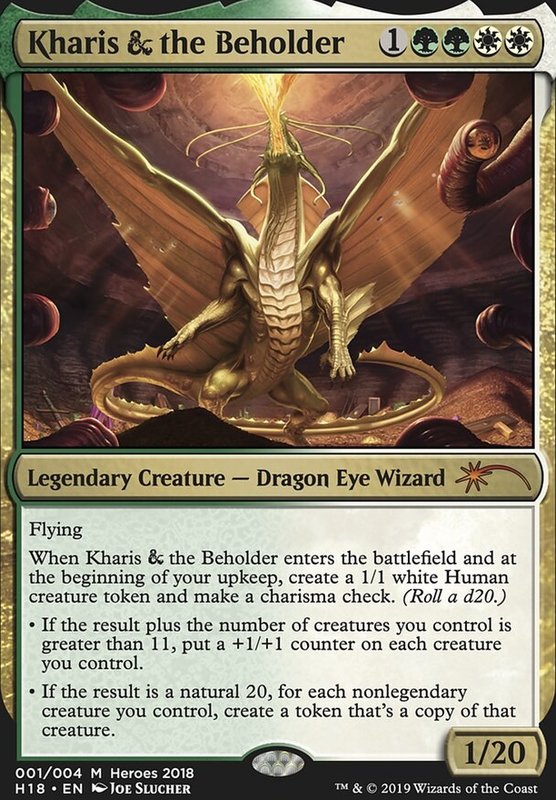 Kharis & the Beholder 1
Legendary Creature — Dragon Eye Wizard
Flying
When Kharis & the Beholder enters the battlefield and at
the beginning of your upkeep, create a 1/1 white Human
creature token and make a charisma check. (Roll a d20.)
• If the result plus the number of creatures you control is
greater than 11, put a +1/+1 counter on each creature
you control.
• If the result is a natural 20, for each nonlegendary
creature you control, create a token that's a copy of that
creature.
1/20
001/004 M Heroes 2018
H18 • EN Joe Slucher
™ & © 2019 Wizards of the Coast